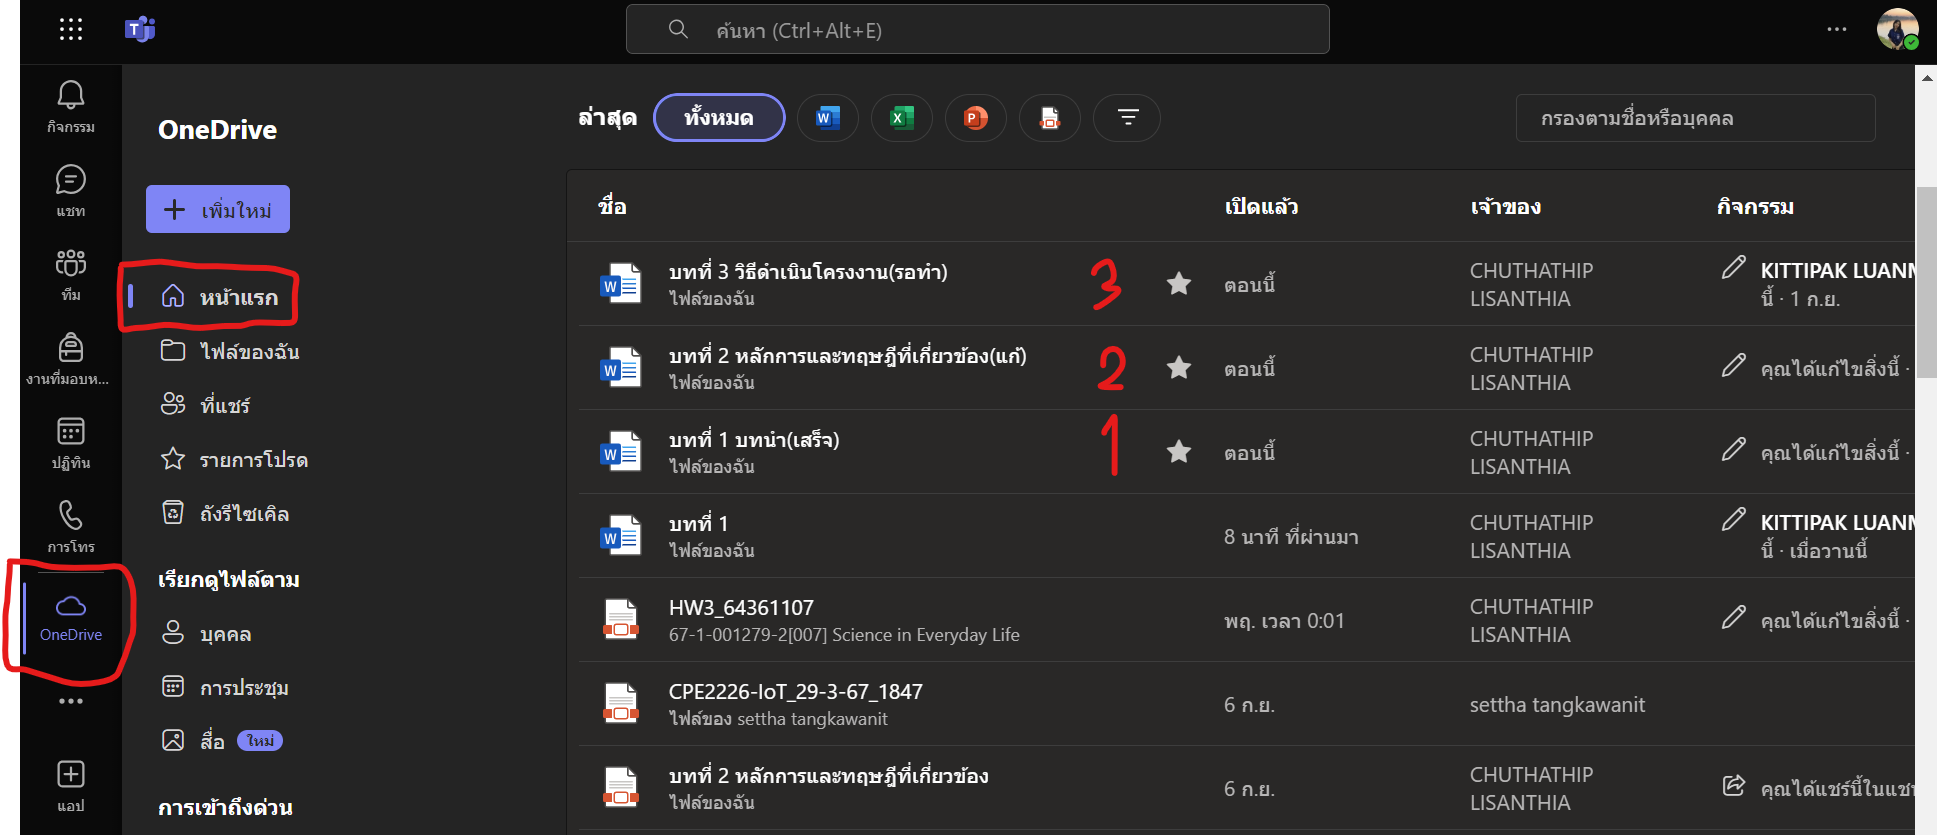 ค้นหา (Ctrl+Alt+E)
กิจกรรม
แชท
ทีม
งานที่มอบห...
ปฏิทิน
การโทร
OneDrive
แอป
OneDrive
เพิ่มใหม่
หน้าแรก
ไฟล์ของฉัน
ที่แชร์
รายการโปรด
ถังรีไซเคิล
เรียกดูไฟล์ตาม
บุคคล
การประชุม
สื่อ ใหม่
การเข้าถึงด่วน
ล่าสุด ทั้งหมด
กรองตามชื่อหรือบุคคล
ชื่อ เปิดแล้ว เจ้าของ กิจกรรม
บทที่ 3 วิธีดำเนินโครงงาน(รอทำ)
ไฟล์ของฉัน
3
ตอนนี้
CHUTHATHIP
LISANTHIA
KITTIPAK LUANM
นี้ · 1 ก.ย.
บทที่ 2 หลักการและทฤษฎีที่เกี่ยวข้อง(แก้)
ไฟล์ของฉัน
2
ตอนนี้
CHUTHATHIP
LISANTHIA
คุณได้แก้ไขสิ่งนี้ ·
บทที่ 1 บทนำ(เสร็จ)
ไฟล์ของฉัน
1
ตอนนี้
CHUTHATHIP
LISANTHIA
คุณได้แก้ไขสิ่งนี้ ·
บทที่ 1
ไฟล์ของฉัน
8 นาที ที่ผ่านมา
CHUTHATHIP
LISANTHIA
KITTIPAK LUANM
นี้ · เมื่อวานนี้
HW3_64361107
67-1-001279-2[007] Science in Everyday Life
พฤ. เวลา 0:01
CHUTHATHIP
LISANTHIA
คุณได้แก้ไขสิ่งนี้ ·
CPE2226-IoT_29-3-67_1847
ไฟล์ของ settha tangkawanit
6 ก.ย.
settha tangkawanit
บทที่ 2 หลักการและทฤษฎีที่เกี่ยวข้อง
ไฟล์ของฉัน
6 ก.ย.
CHUTHATHIP
LISANTHIA
คุณได้แชร์นี้ในแชท